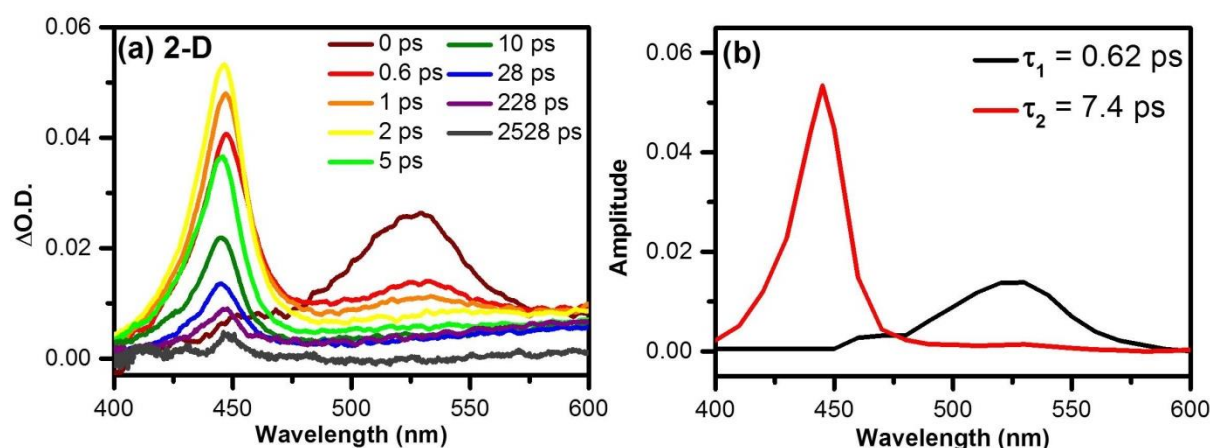 (a) 2-D
0 ps
0.6 ps
1 ps
2 ps
5 ps
10 ps
28 ps
228 ps
2528 ps
0.06
0.04
0.02
0.00
ΔO.D.
400 450 500 550 600
Wavelength (nm)
(b)
τ1 = 0.62 ps
τ2 = 7.4 ps
0.06
0.04
0.02
0.00
Amplitude
400 450 500 550 600
Wavelength (nm)